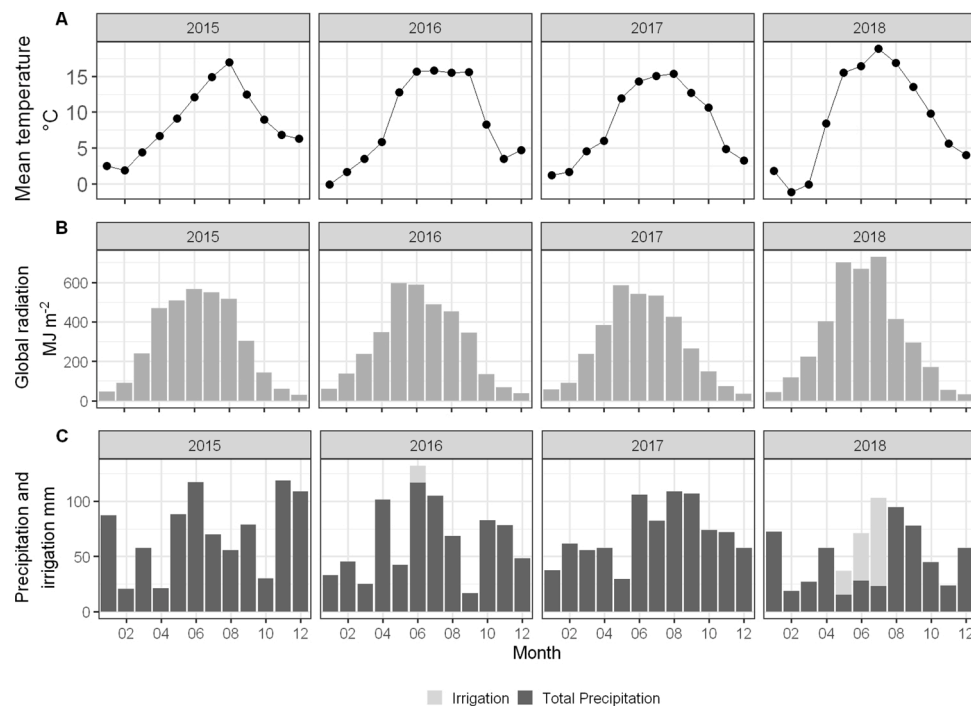 A
2015 2016 2017 2018
Mean temperature
°C
15
10
5
0
B
2015 2016 2017 2018
Global radiation
MJ m⁻²
600
400
200
0
C
2015 2016 2017 2018
Precipitation and
irrigation mm
100
50
0
02 04 06 08 10 12 02 04 06 08 10 12 02 04 06 08 10 12 02 04 06 08 10 12
Month
Irrigation Total Precipitation